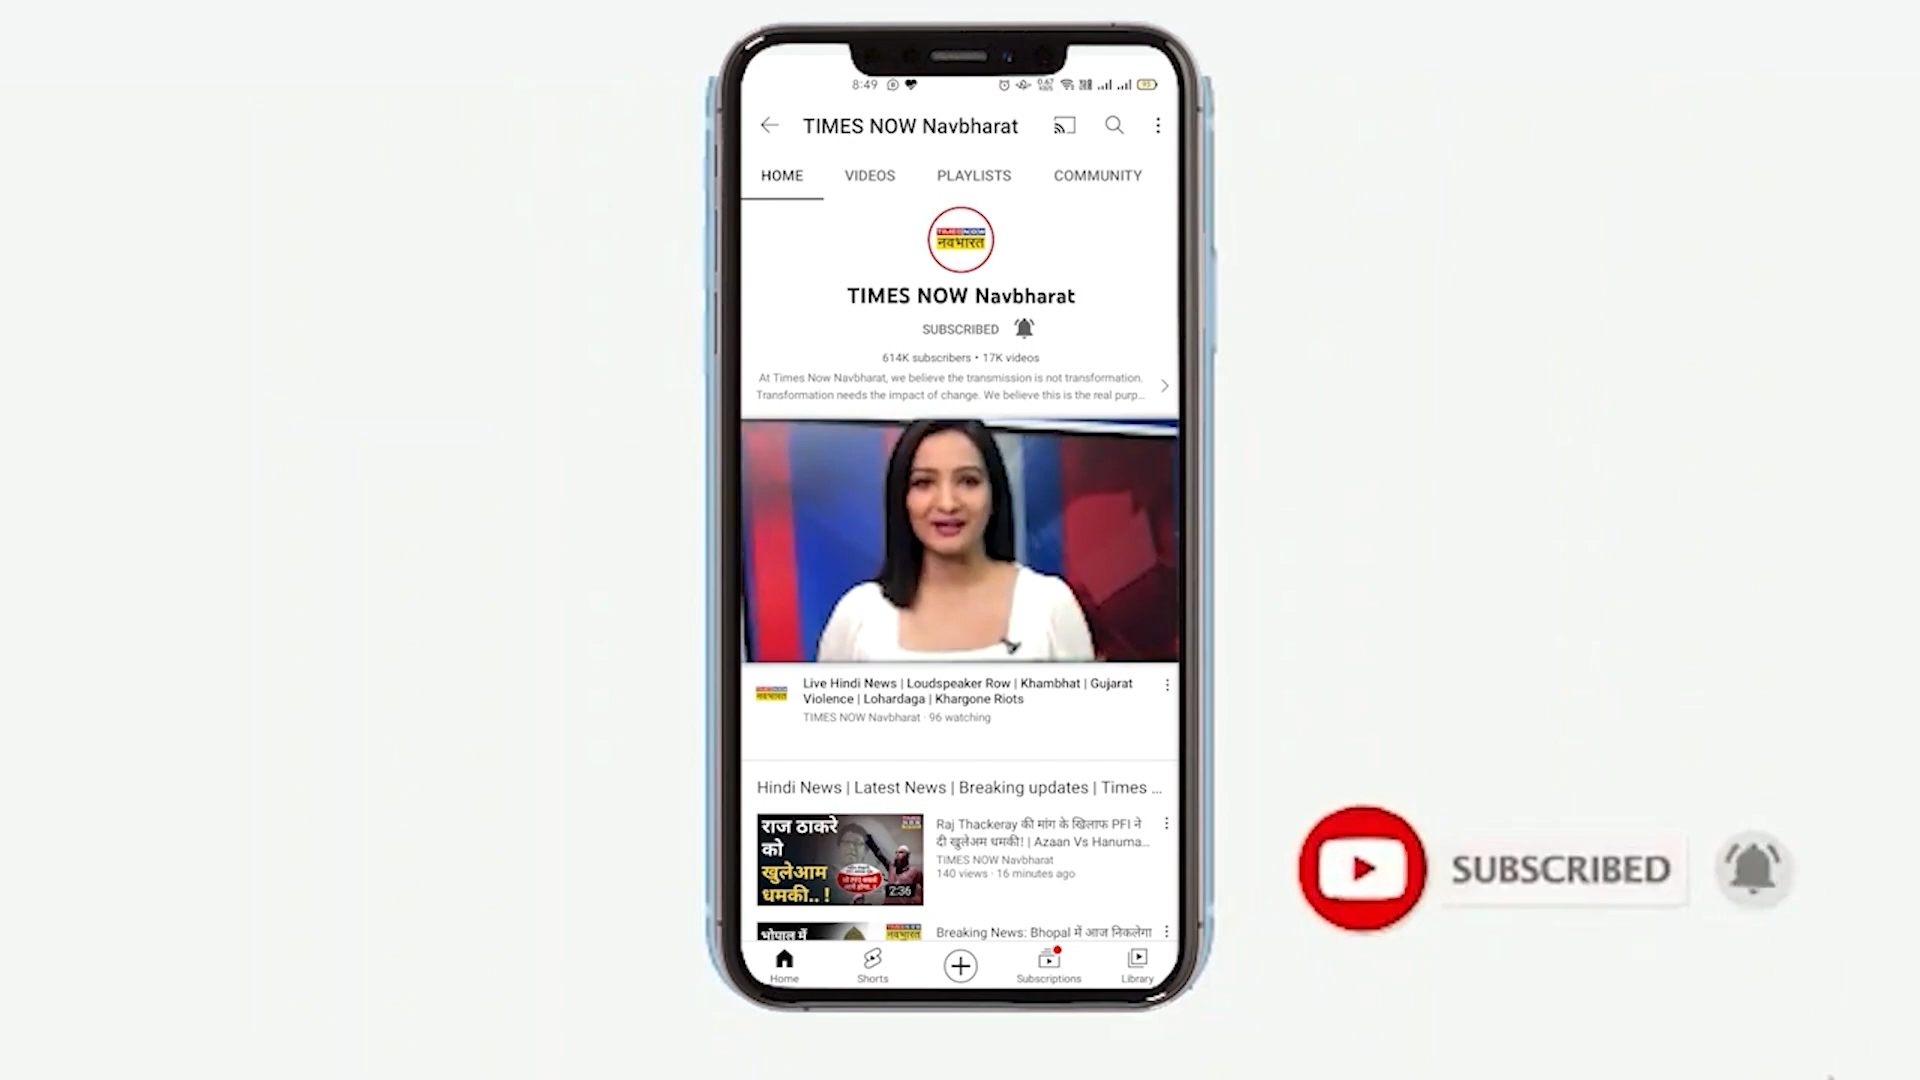 8:49
TIMES NOW Navbharat
HOME VIDEOS PLAYLISTS COMMUNITY
TIMES NOW
नवभारत
TIMES NOW Navbharat
SUBSCRIBED
614K subscribers • 17K videos
At Times Now Navbharat, we believe the transmission is not transformation.
Transformation needs the impact of change. We believe this is the real purp...
Live Hindi News | Loudspeaker Row | Khambhat | Gujarat
Violence | Lohardaga | Khargone Riots
TIMES NOW Navbharat · 96 watching
Hindi News | Latest News | Breaking updates | Times ...
राज ठाकरे
को
खुलेआम
धमकी.. !
2:36
Raj Thackeray की मांग के खिलाफ PFI ने
दी खुलेआम धमकी! | Azaan Vs Hanuma...
TIMES NOW Navbharat
140 views · 16 minutes ago
भोपाल में
नवभारत
Breaking News: Bhopal में आज निकलेगा
Home Shorts Subscriptions Library
SUBSCRIBED